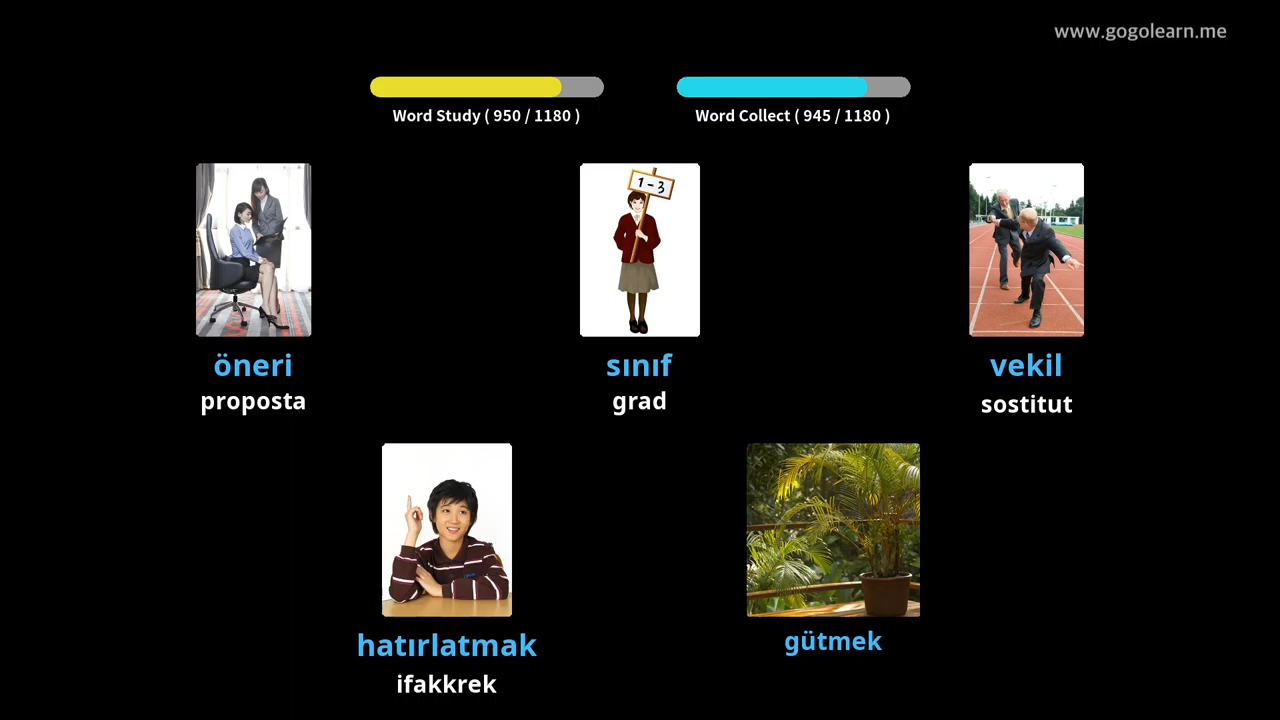 www.gogolearn.me
Word Study ( 950 / 1180 )
Word Collect ( 945 / 1180 )
1 - 3
öneri
proposta
sınıf
grad
vekil
sostitut
hatırlatmak
ifakkrek
gütmek